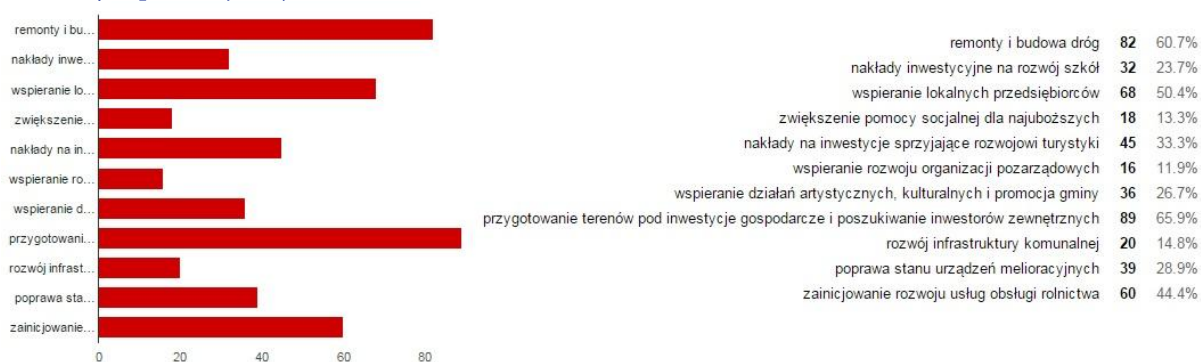 remonty i bu...
nakłady inwe...
wspieranie lo...
zwiększenie...
nakłady na in...
wspieranie ro...
wspieranie d...
przygotowani...
rozwój infrast...
poprawa sta...
zainicjowanie...
0 20 40 60 80
remonty i budowa dróg 82 60.7%
nakłady inwestycyjne na rozwój szkół 32 23.7%
wspieranie lokalnych przedsiębiorców 68 50.4%
zwiększenie pomocy socjalnej dla najuboższych 18 13.3%
nakłady na inwestycje sprzyjające rozwojowi turystyki 45 33.3%
wspieranie rozwoju organizacji pozarządowych 16 11.9%
wspieranie działań artystycznych, kulturalnych i promocja gminy 36 26.7%
przygotowanie terenów pod inwestycje gospodarcze i poszukiwanie inwestorów zewnętrznych 89 65.9%
rozwój infrastruktury komunalnej 20 14.8%
poprawa stanu urządzeń melioracyjnych 39 28.9%
zainicjowanie rozwoju usług obsługi rolnictwa 60 44.4%